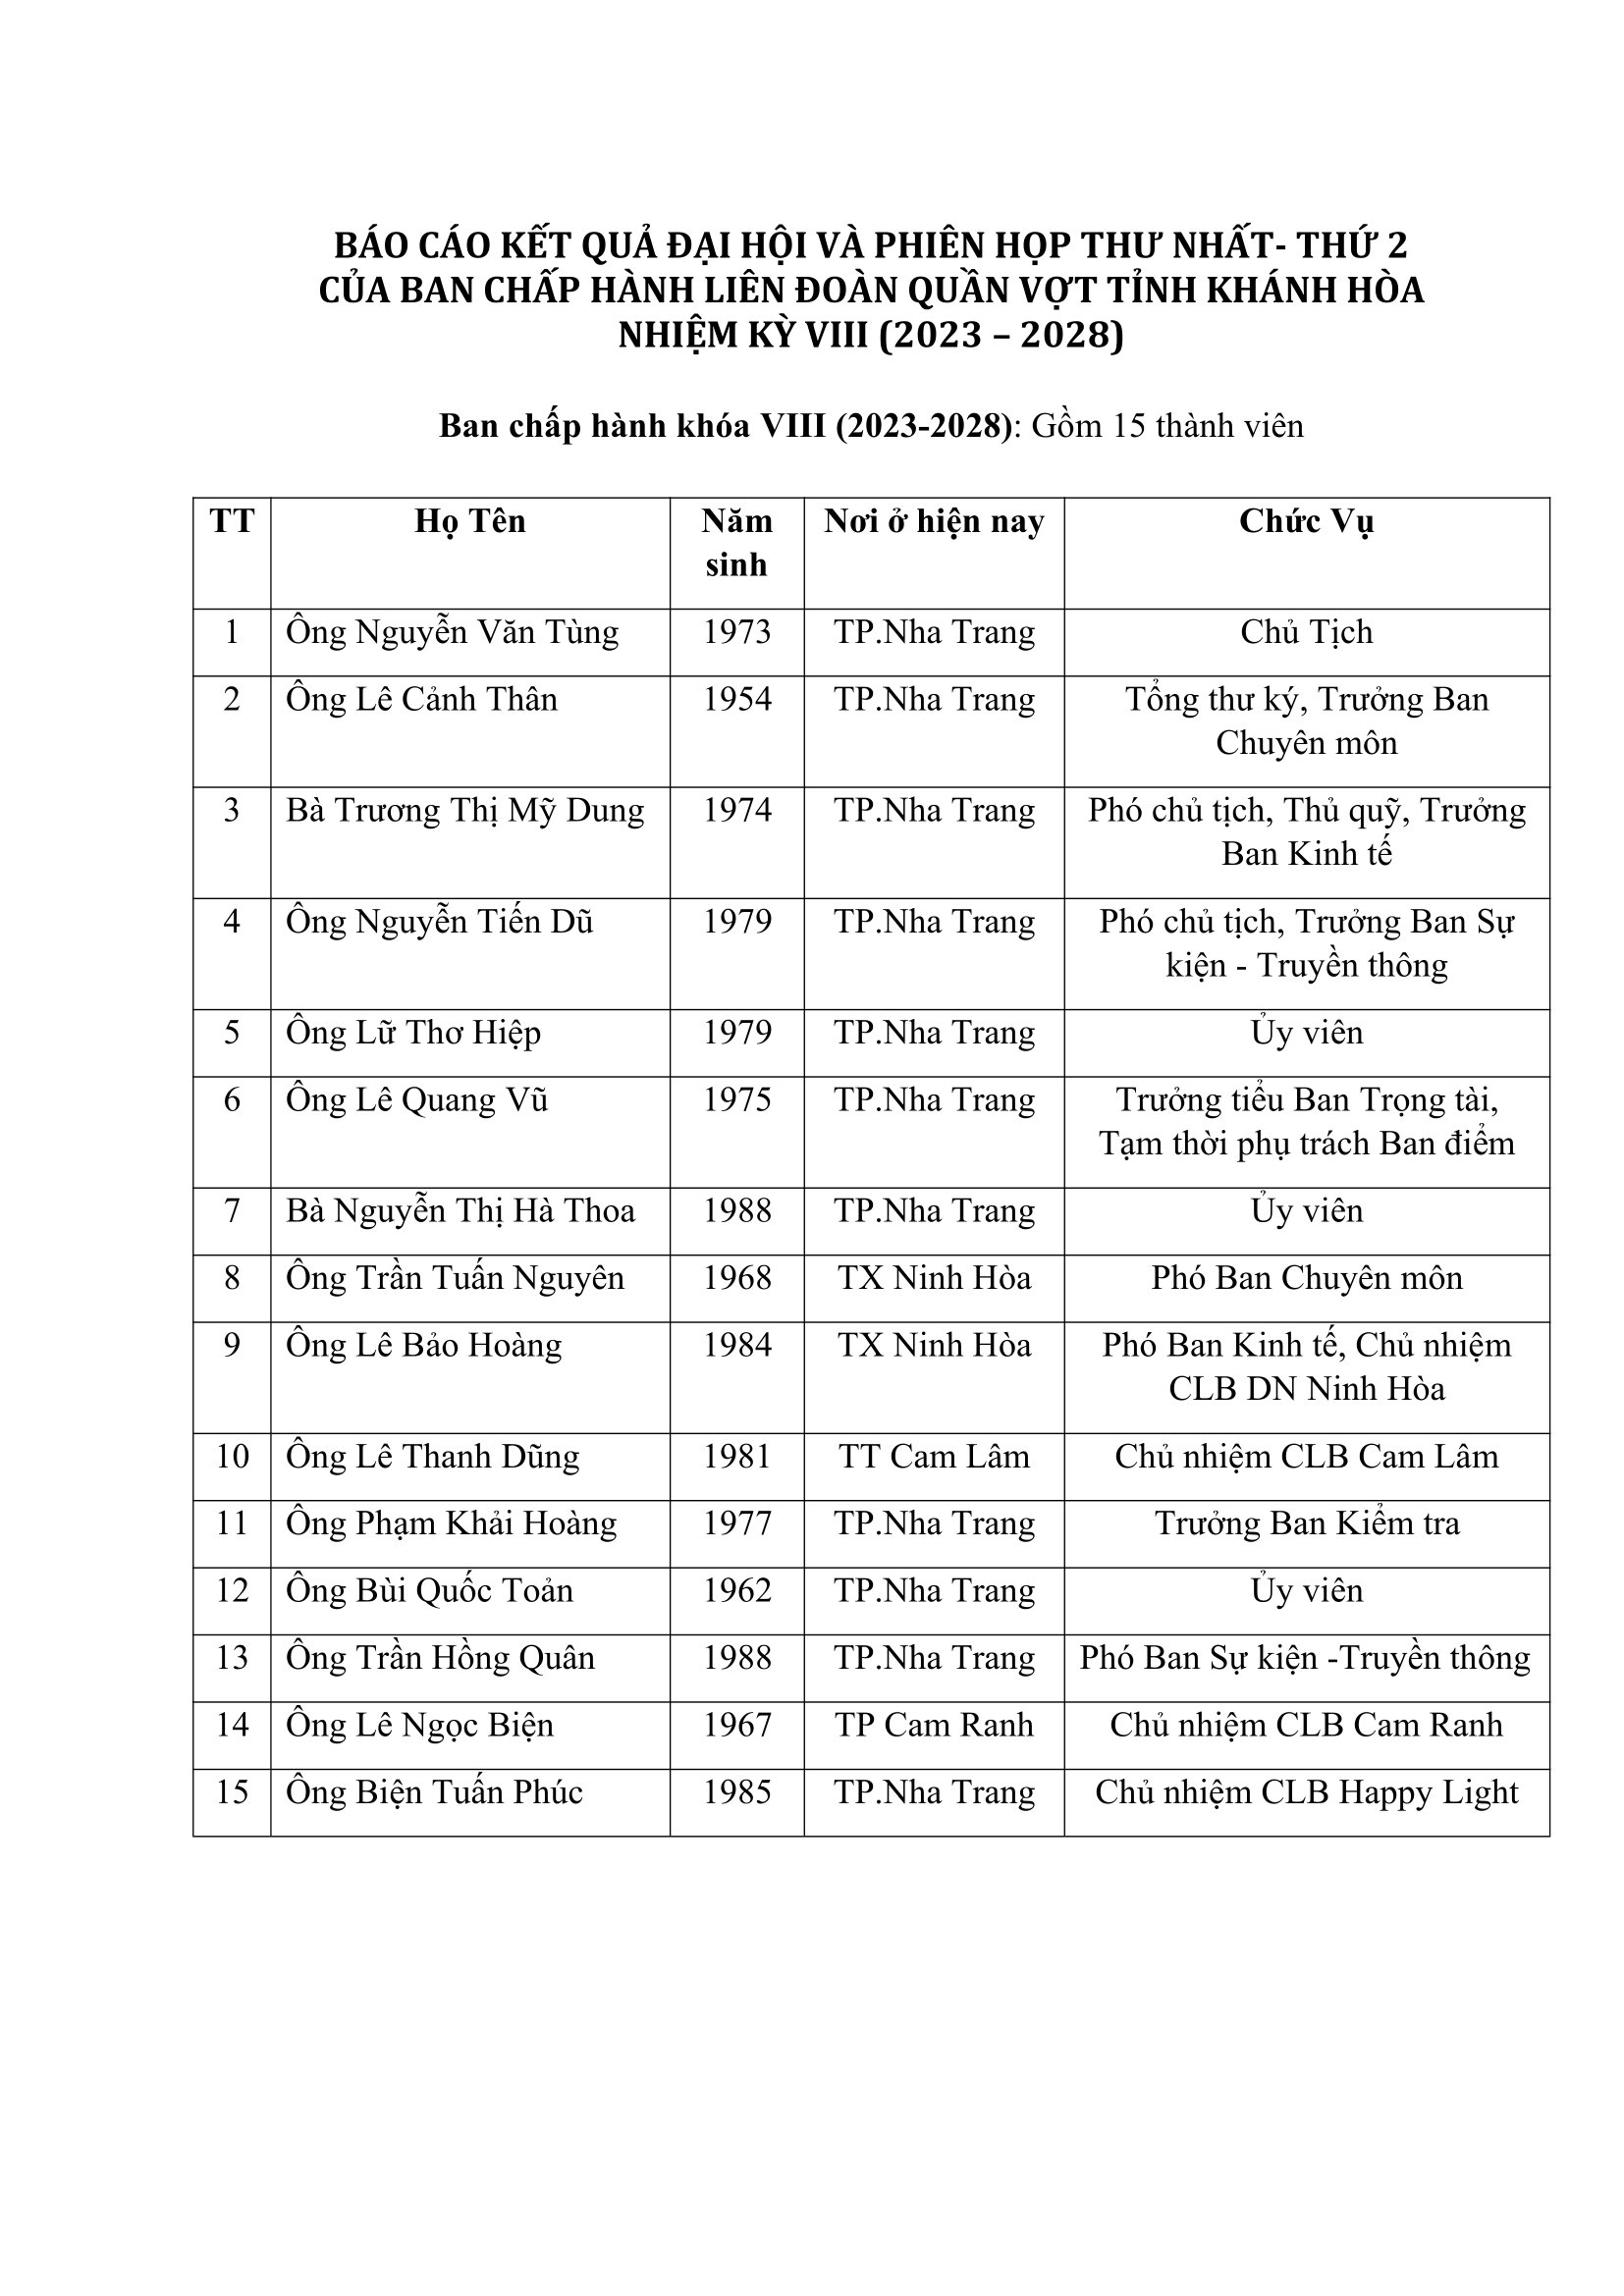 BÁO CÁO KẾT QUẢ ĐẠI HỘI VÀ PHIÊN HỌP THƯ NHẤT- THỨ 2
CỦA BAN CHẤP HÀNH LIÊN ĐOÀN QUẦN VỢT TỈNH KHÁNH HÒA
NHIỆM KỲ VIII (2023 – 2028)
Ban chấp hành khóa VIII (2023-2028): Gồm 15 thành viên
TT Họ Tên Năm sinh Nơi ở hiện nay Chức Vụ
1 Ông Nguyễn Văn Tùng 1973 TP.Nha Trang Chủ Tịch
2 Ông Lê Cảnh Thân 1954 TP.Nha Trang Tổng thư ký, Trưởng Ban
Chuyên môn
3 Bà Trương Thị Mỹ Dung 1974 TP.Nha Trang Phó chủ tịch, Thủ quỹ, Trưởng
Ban Kinh tế
4 Ông Nguyễn Tiến Dũ 1979 TP.Nha Trang Phó chủ tịch, Trưởng Ban Sự
kiện - Truyền thông
5 Ông Lữ Thơ Hiệp 1979 TP.Nha Trang Ủy viên
6 Ông Lê Quang Vũ 1975 TP.Nha Trang Trưởng tiểu Ban Trọng tài,
Tạm thời phụ trách Ban điểm
7 Bà Nguyễn Thị Hà Thoa 1988 TP.Nha Trang Ủy viên
8 Ông Trần Tuấn Nguyên 1968 TX Ninh Hòa Phó Ban Chuyên môn
9 Ông Lê Bảo Hoàng 1984 TX Ninh Hòa Phó Ban Kinh tế, Chủ nhiệm
CLB DN Ninh Hòa
10 Ông Lê Thanh Dũng 1981 TT Cam Lâm Chủ nhiệm CLB Cam Lâm
11 Ông Phạm Khải Hoàng 1977 TP.Nha Trang Trưởng Ban Kiểm tra
12 Ông Bùi Quốc Toản 1962 TP.Nha Trang Ủy viên
13 Ông Trần Hồng Quân 1988 TP.Nha Trang Phó Ban Sự kiện -Truyền thông
14 Ông Lê Ngọc Biện 1967 TP Cam Ranh Chủ nhiệm CLB Cam Ranh
15 Ông Biện Tuấn Phúc 1985 TP.Nha Trang Chủ nhiệm CLB Happy Light